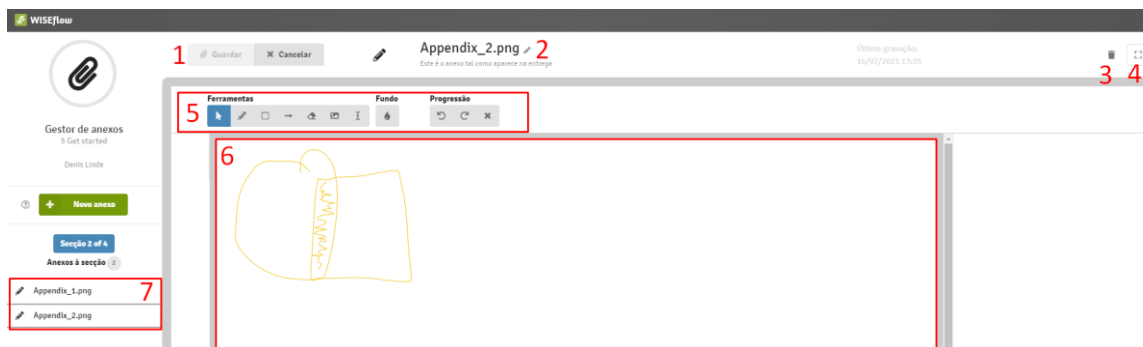 WISEflow
1
Guardar
Cancelar
Appendix_2.png
2
Este é o anexo tal como aparece na entrega
Última gravação:
16/07/2021 13:35
3
4
5
Ferramentas
Fundo
Progressão
6
Gestor de anexos
5 Get started
Denis Linde
Novo anexo
Secção 2 of 4
Anexos à secção 2
7
Appendix_1.png
Appendix_2.png